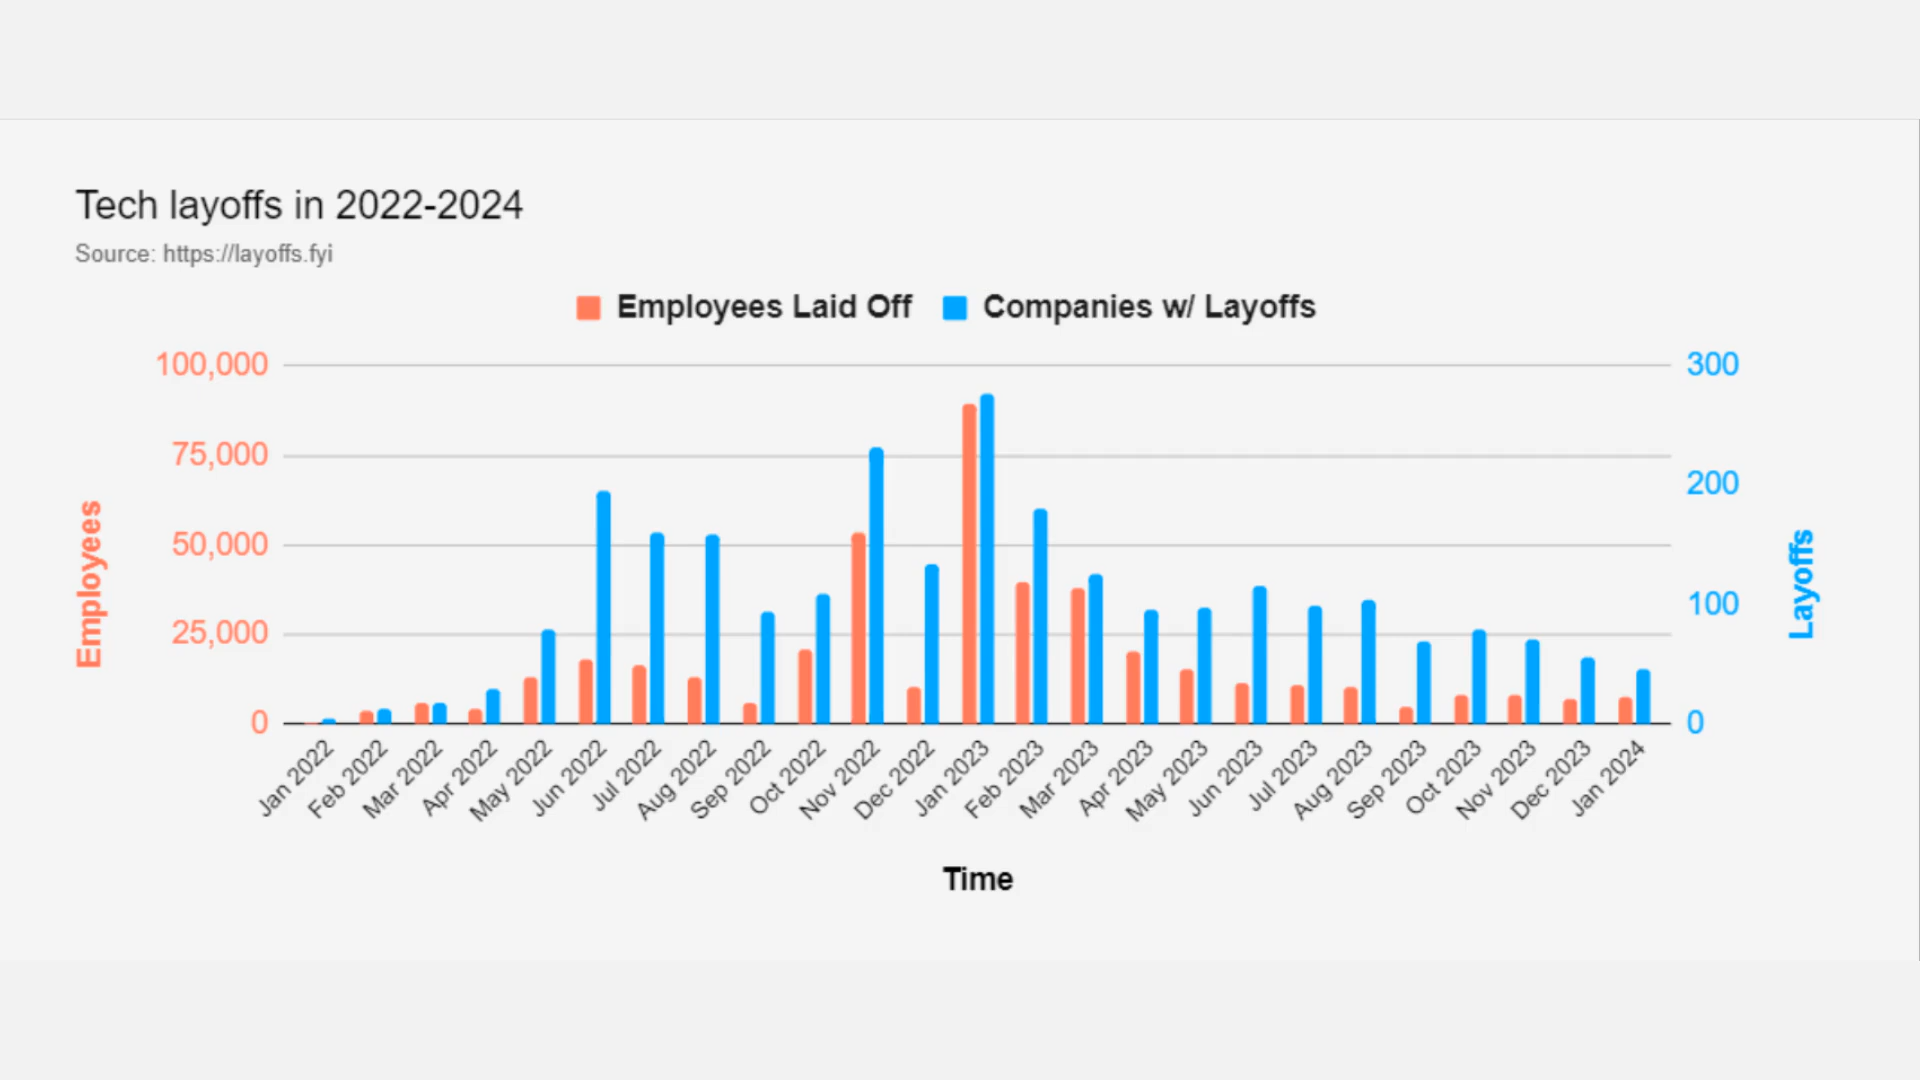 Tech layoffs in 2022-2024
Source: https://layoffs.fyi
Employees Laid Off
Companies w/ Layoffs
100,000
75,000
50,000
25,000
0
Employees
300
200
100
0
Layoffs
Jan 2022
Feb 2022
Mar 2022
Apr 2022
May 2022
Jun 2022
Jul 2022
Aug 2022
Sep 2022
Oct 2022
Nov 2022
Dec 2022
Jan 2023
Feb 2023
Mar 2023
Apr 2023
May 2023
Jun 2023
Jul 2023
Aug 2023
Sep 2023
Oct 2023
Nov 2023
Dec 2023
Jan 2024
Time